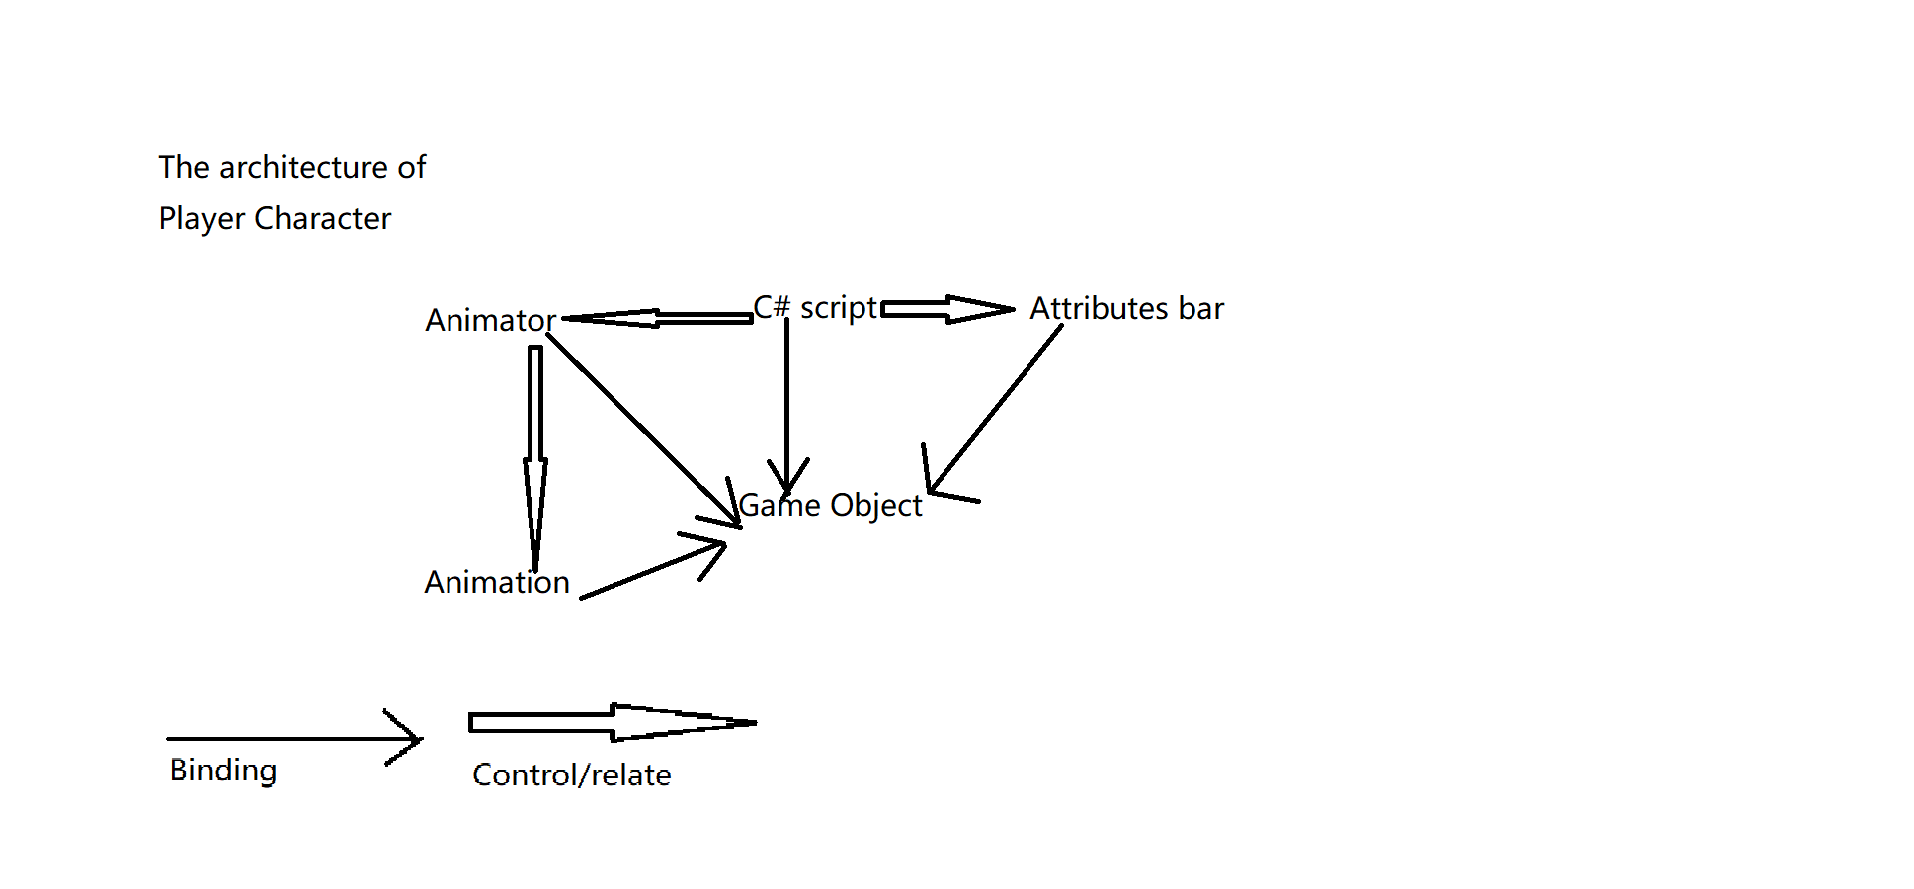 The architecture of
Player Character
Animator
C# script
Attributes bar
Game Object
Animation
Binding
Control/relate